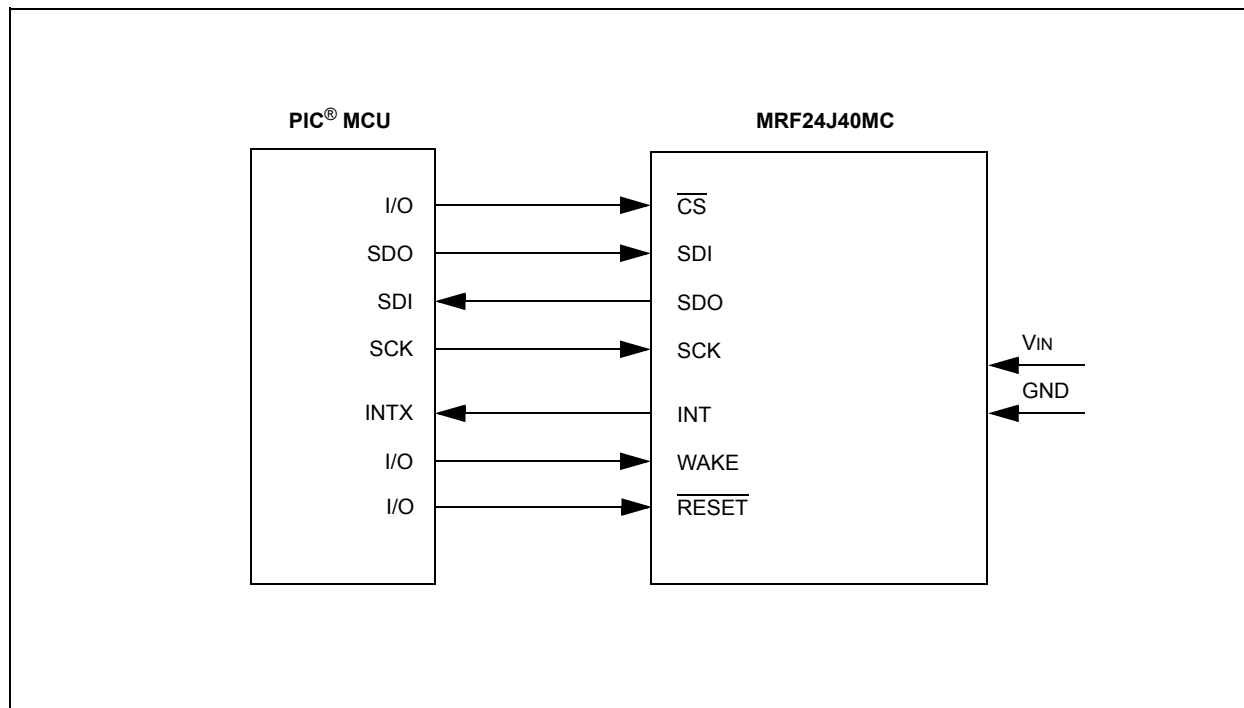 PIC® MCU
MRF24J40MC
I/O
CS
SDO
SDI
SDI
SDO
SCK
SCK
VIN
GND
INTX
INT
I/O
WAKE
I/O
RESET